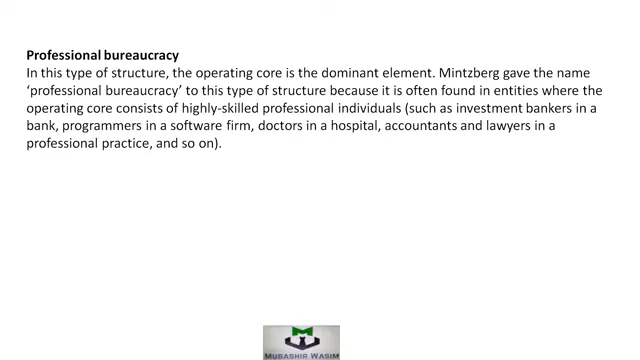 Professional bureaucracy
In this type of structure, the operating core is the dominant element. Mintzberg gave the name
‘professional bureaucracy’ to this type of structure because it is often found in entities where the
operating core consists of highly-skilled professional individuals (such as investment bankers in a
bank, programmers in a software firm, doctors in a hospital, accountants and lawyers in a
professional practice, and so on).
MUBASHIR WASIM